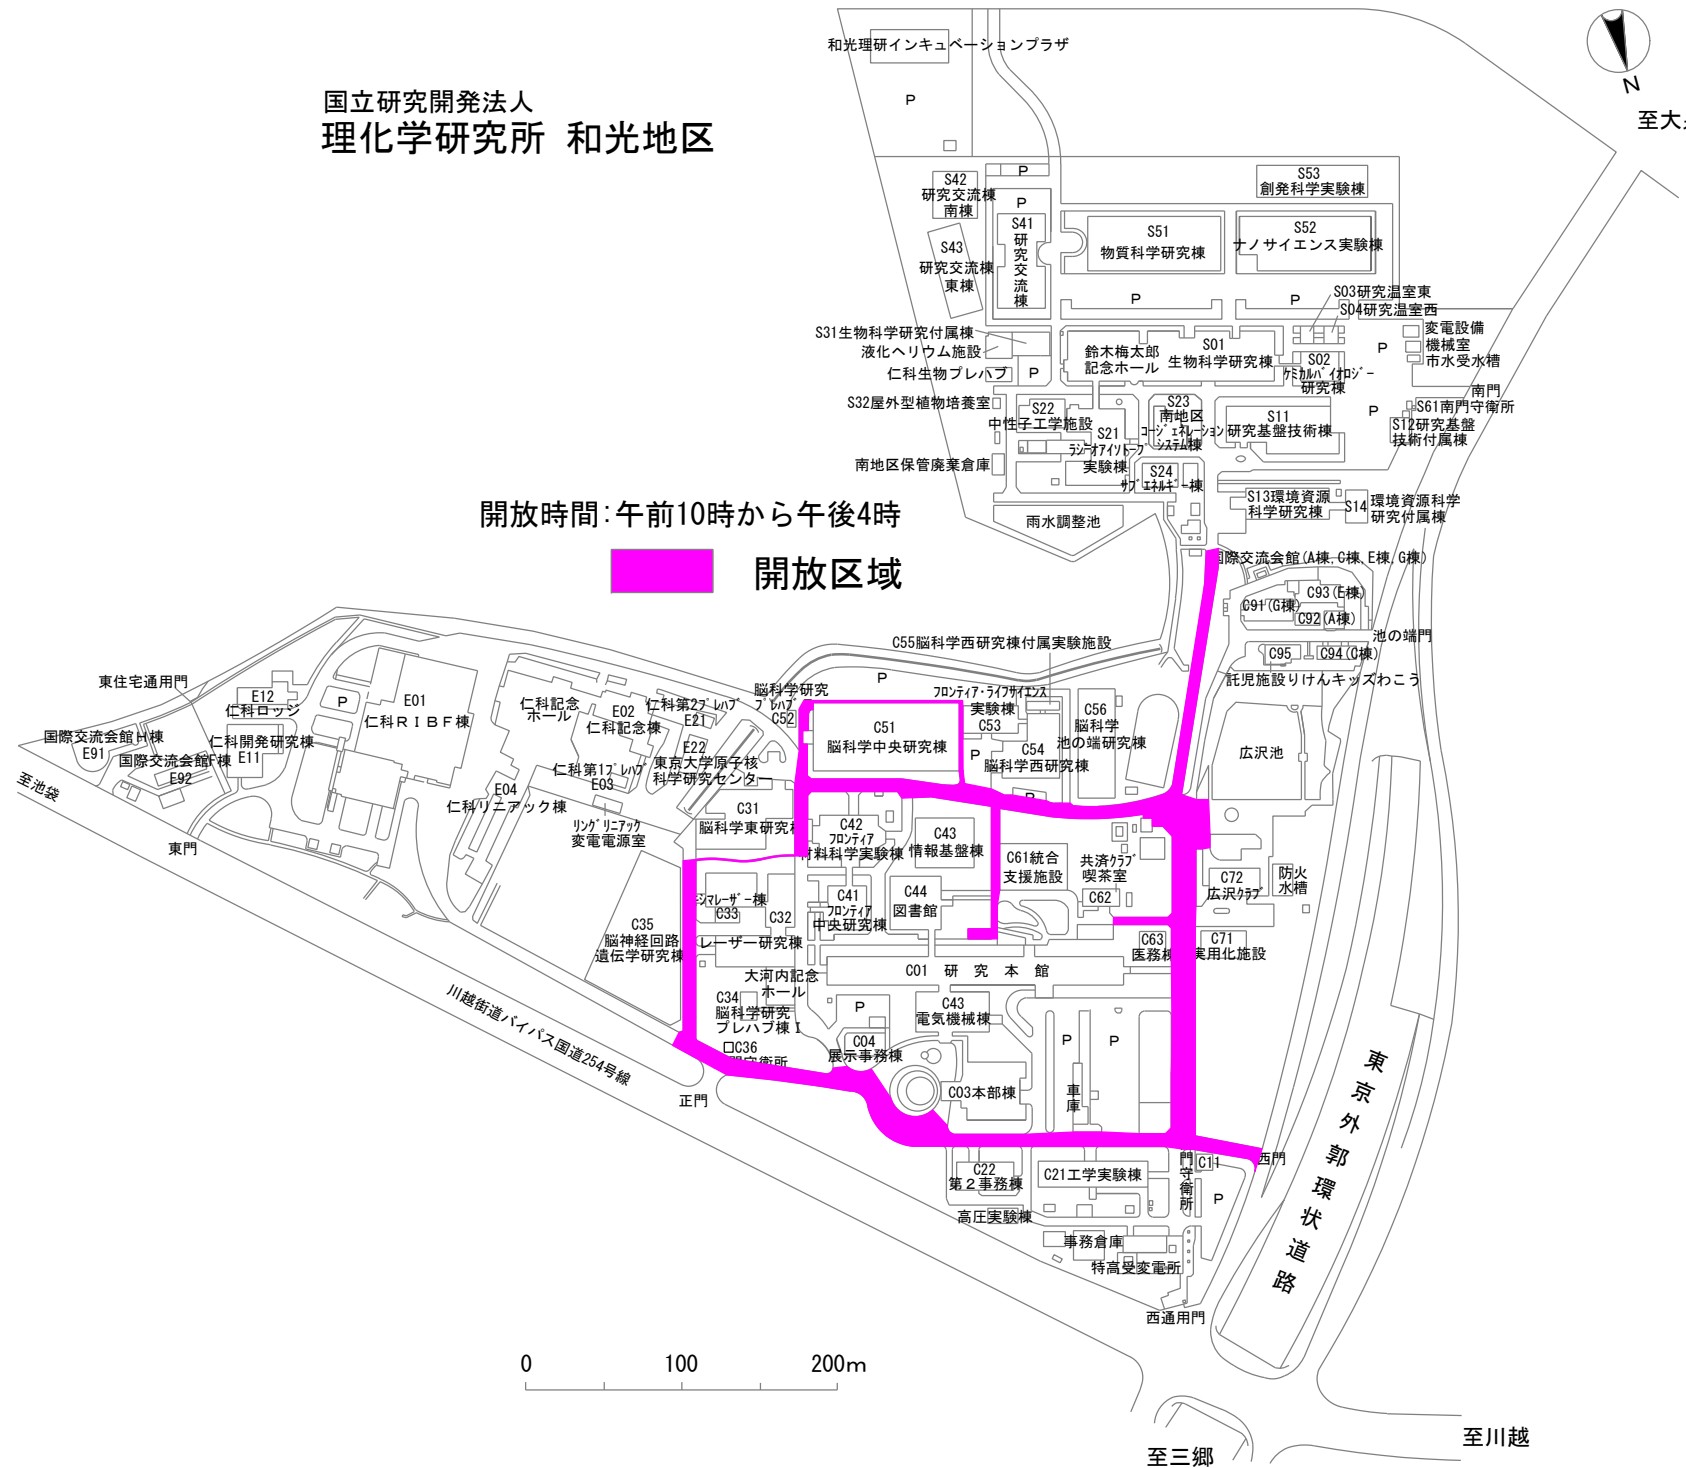 和光理研インキュベーションプラザ
P
N
国立研究開発法人
理化学研究所 和光地区
P
S42
研究交流棟
南棟
P
S41
研究交流棟
S43
研究交流棟
東棟
S53
創発科学実験棟
S51
物質科学研究棟
S52
ナノサイエンス実験棟
P
P
S03研究温室東
S04研究温室西
変電設備
機械室
市水受水槽
P
S31生物科学研究付属棟
液化ヘリウム施設
仁科生物プレハブ
P
鈴木梅太郎
記念ホール
S01
生物科学研究棟
S02
ケミカルバイオロジー
研究棟
南門
S61南門守衛所
P
S12研究基盤
技術付属棟
S32屋外型植物培養室
S22
中性子工学施設
S21
ラジオアイソトープ
実験棟
S23
南地区
コージェネレーション
システム棟
S11
研究基盤技術棟
南地区保管廃棄倉庫
S24
サブエネルギー棟
S13環境資源
科学研究棟
S14
環境資源科学
研究付属棟
雨水調整池
開放時間:午前10時から午後4時
開放区域
国際交流会館(A棟,C棟,E棟,G棟)
C93(E棟)
C91(G棟)
C92(A棟)
池の端門
C95
C94(C棟)
託児施設りけんキッズわこう
C55脳科学西研究棟付属実験施設
P
東住宅通用門
E12
仁科ロッジ
P
E01
仁科RIBF棟
仁科記念
ホール
E02
仁科記念棟
仁科第2プレハブ
E21
脳科学研究
プレハブ
C52
C51
脳科学中央研究棟
フロンティア・ライフサイエンス
実験棟
C53
P
C54
脳科学西研究棟
P
C56
脳科学
池の端研究棟
広沢池
国際交流会館H棟
E91
国際交流会館F棟
E92
仁科開発研究棟
E11
E22
東京大学原子核
科学研究センター
仁科第1プレハブ
E03
E04
仁科リニアック棟
リングリニアック
変電電源室
至池袋
東門
C31
脳科学東研究棟
C42
フロンティア
材料科学実験棟
C43
情報基盤棟
C61統合
支援施設
共済クラブ
喫茶室
C62
C72
広沢クラブ
防火
水槽
C33
C32
レーザー研究棟
C41
フロンティア
中央研究棟
C44
図書館
C35
脳神経回路
遺伝学研究棟
C63
医務棟
C71
実用化施設
C01 研究本館
大河内記念
ホール
C34
脳科学研究
プレハブ棟Ⅰ
P
C43
電気機械棟
C36
C04
展示事務棟
P
P
車庫
C03本部棟
川越街道バイパス国道254号線
正門
東京外郭環状道路
C22
第2事務棟
C21工学実験棟
門守衛所
C11
西門
P
高圧実験棟
事務倉庫
特高受変電所
西通用門
0 100 200m
至三郷
至川越